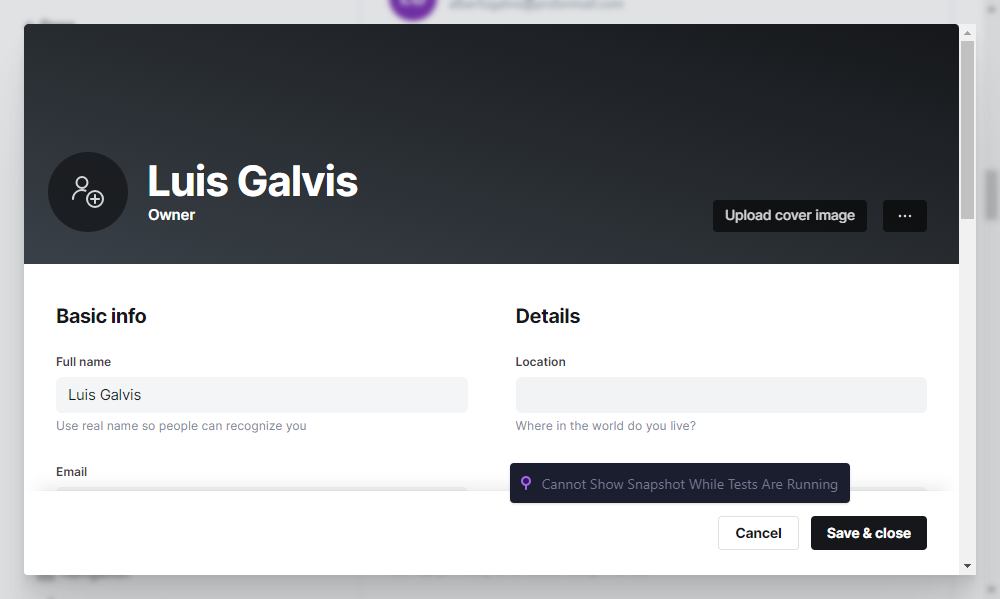 Luis Galvis
Owner
Upload cover image
...
Basic info
Full name
Luis Galvis
Use real name so people can recognize you
Email
Details
Location
Where in the world do you live?
Cannot Show Snapshot While Tests Are Running
Cancel
Save & close